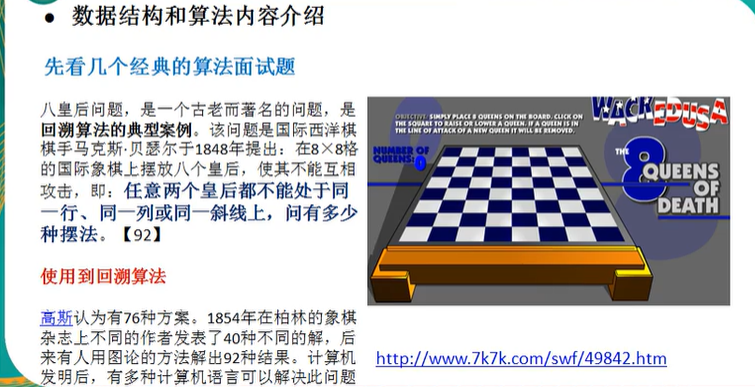 ● 数据结构和算法内容介绍
先看几个经典的算法面试题
八皇后问题，是一个古老而著名的问题，是
回溯算法的典型案例。该问题是国际西洋棋
棋手马克斯·贝瑟尔于1848年提出：在8×8格
的国际象棋上摆放八个皇后，使其不能互相
攻击，即：任意两个皇后都不能处于同
一行、同一列或同一斜线上，问有多少
种摆法。【92】
使用到回溯算法
高斯认为有76种方案。1854年在柏林的象棋
杂志上不同的作者发表了40种不同的解，后
来有人用图论的方法解出92种结果。计算机
发明后，有多种计算机语言可以解决此问题
WACKEDUSA
OBJECTIVE: SIMPLY PLACE 8 QUEENS ON THE BOARD. CLICK ON
THE SQUARE TO RAISE OR LOWER A QUEEN. IF A QUEEN IS IN
THE LINE OF ATTACK OF A NEW QUEEN IT WILL BE REMOVED.
NUMBER OF
QUEENS: 0
THE
8 QUEENS
OF
DEATH
http://www.7k7k.com/swf/49842.htm